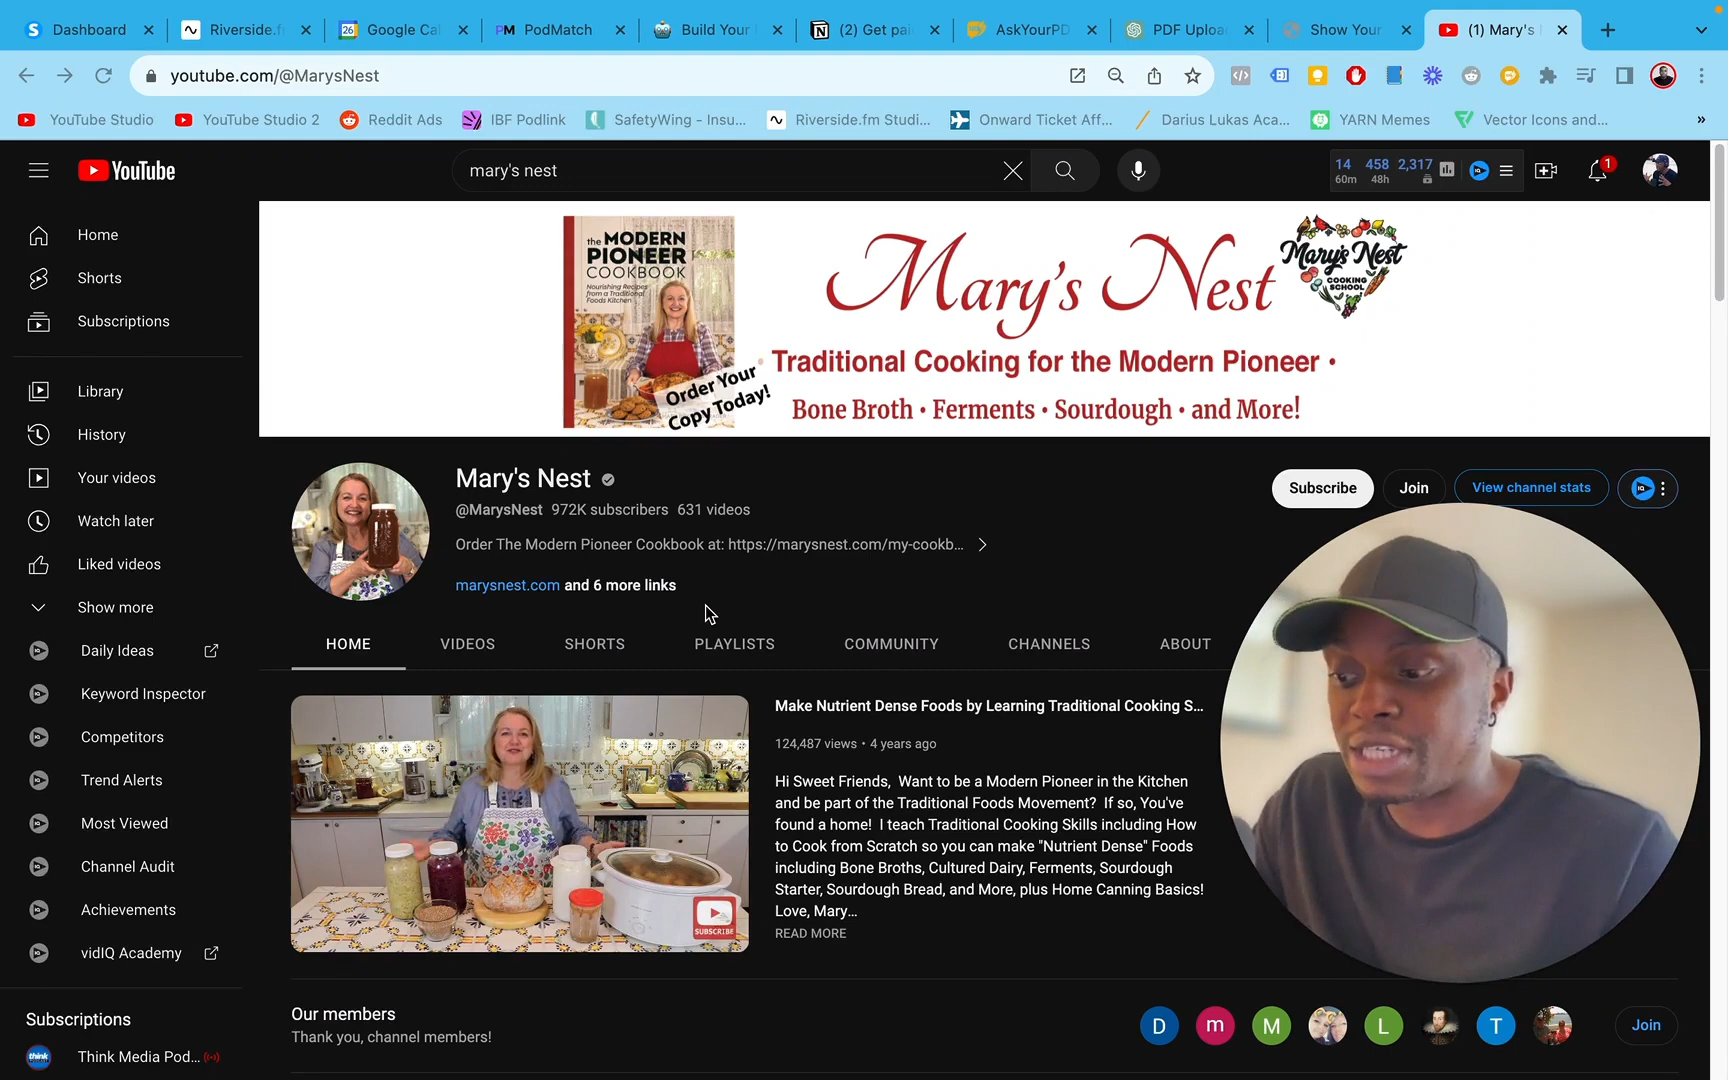 Dashboard
Riverside.f
26
Google Cal
PM PodMatch
Build Your
(2) Get pai
AskYourPD
PDF Uploa
Show Your
(1) Mary's
youtube.com/@MarysNest
YouTube Studio
YouTube Studio 2
Reddit Ads
IBF Podlink
SafetyWing - Insu...
Riverside.fm Studi...
Onward Ticket Aff...
Darius Lukas Aca...
YARN Memes
Vector Icons and...
»
YouTube
mary's nest
14 458 2,317
60m 48h
1
Home
Shorts
Subscriptions
Library
History
Your videos
Watch later
Liked videos
Show more
Daily Ideas
Keyword Inspector
Competitors
Trend Alerts
Most Viewed
Channel Audit
Achievements
vidIQ Academy
Subscriptions
think
Think Media Pod...
the MODERN
PIONEER
COOKBOOK
Nourishing Recipes
from a Traditional
Foods Kitchen
Order Your
Copy Today!
Mary's Nest
Mary's Nest
COOKING
SCHOOL
• Traditional Cooking for the Modern Pioneer •
Bone Broth • Ferments • Sourdough • and More!
Mary's Nest
@MarysNest 972K subscribers 631 videos
Order The Modern Pioneer Cookbook at: https://marysnest.com/my-cookb...
marysnest.com and 6 more links
Subscribe
Join
View channel stats
IQ
HOME
VIDEOS
SHORTS
PLAYLISTS
COMMUNITY
CHANNELS
ABOUT
SUBSCRIBE
Make Nutrient Dense Foods by Learning Traditional Cooking S...
124,487 views • 4 years ago
Hi Sweet Friends, Want to be a Modern Pioneer in the Kitchen
and be part of the Traditional Foods Movement? If so, You've
found a home! I teach Traditional Cooking Skills including How
to Cook from Scratch so you can make "Nutrient Dense" Foods
including Bone Broths, Cultured Dairy, Ferments, Sourdough
Starter, Sourdough Bread, and More, plus Home Canning Basics!
Love, Mary...
READ MORE
Our members
Thank you, channel members!
D
m
M
L
T
Join